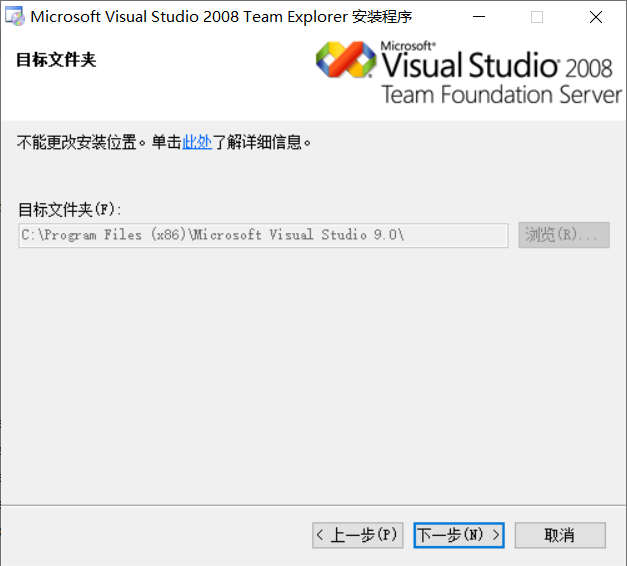 Microsoft Visual Studio 2008 Team Explorer 安装程序
目标文件夹
Microsoft®
Visual Studio® 2008
Team Foundation Server
不能更改安装位置。单击此处了解详细信息。
目标文件夹(F):
C:\Program Files (x86)\Microsoft Visual Studio 9.0\
浏览(R)...
< 上一步(P)
下一步(N) >
取消